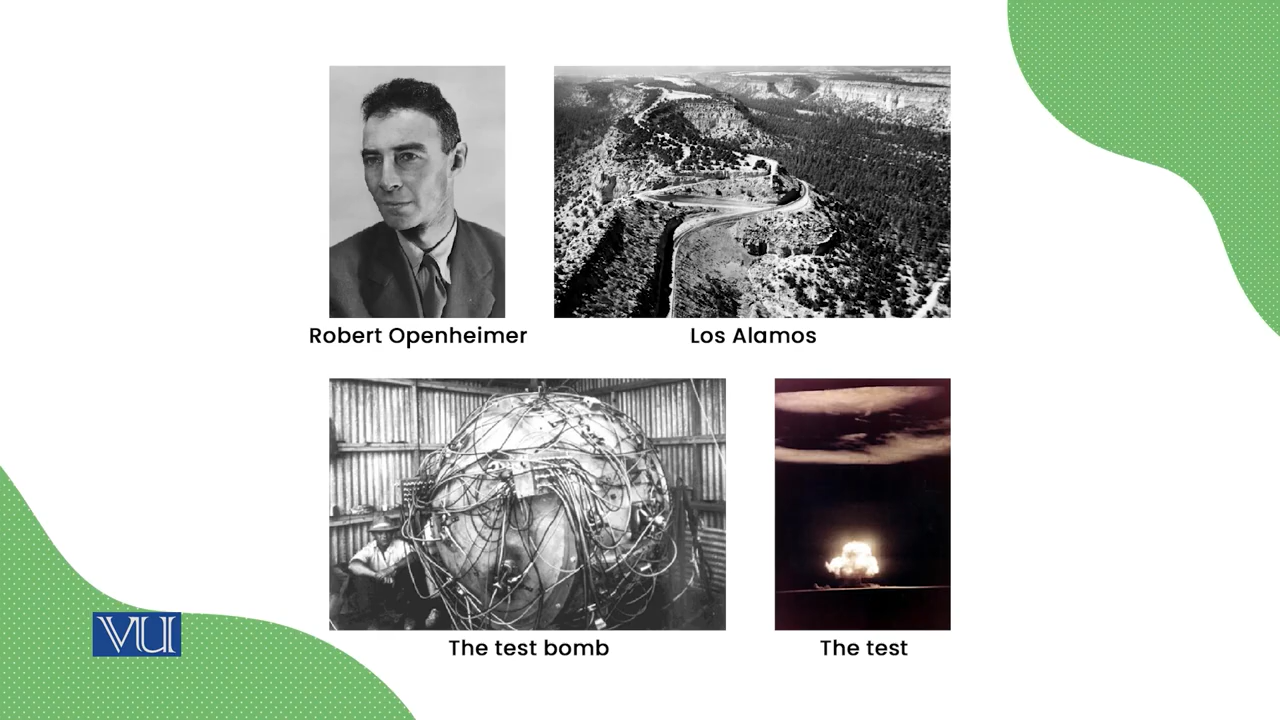 Robert Openheimer
Los Alamos
The test bomb
The test
VU